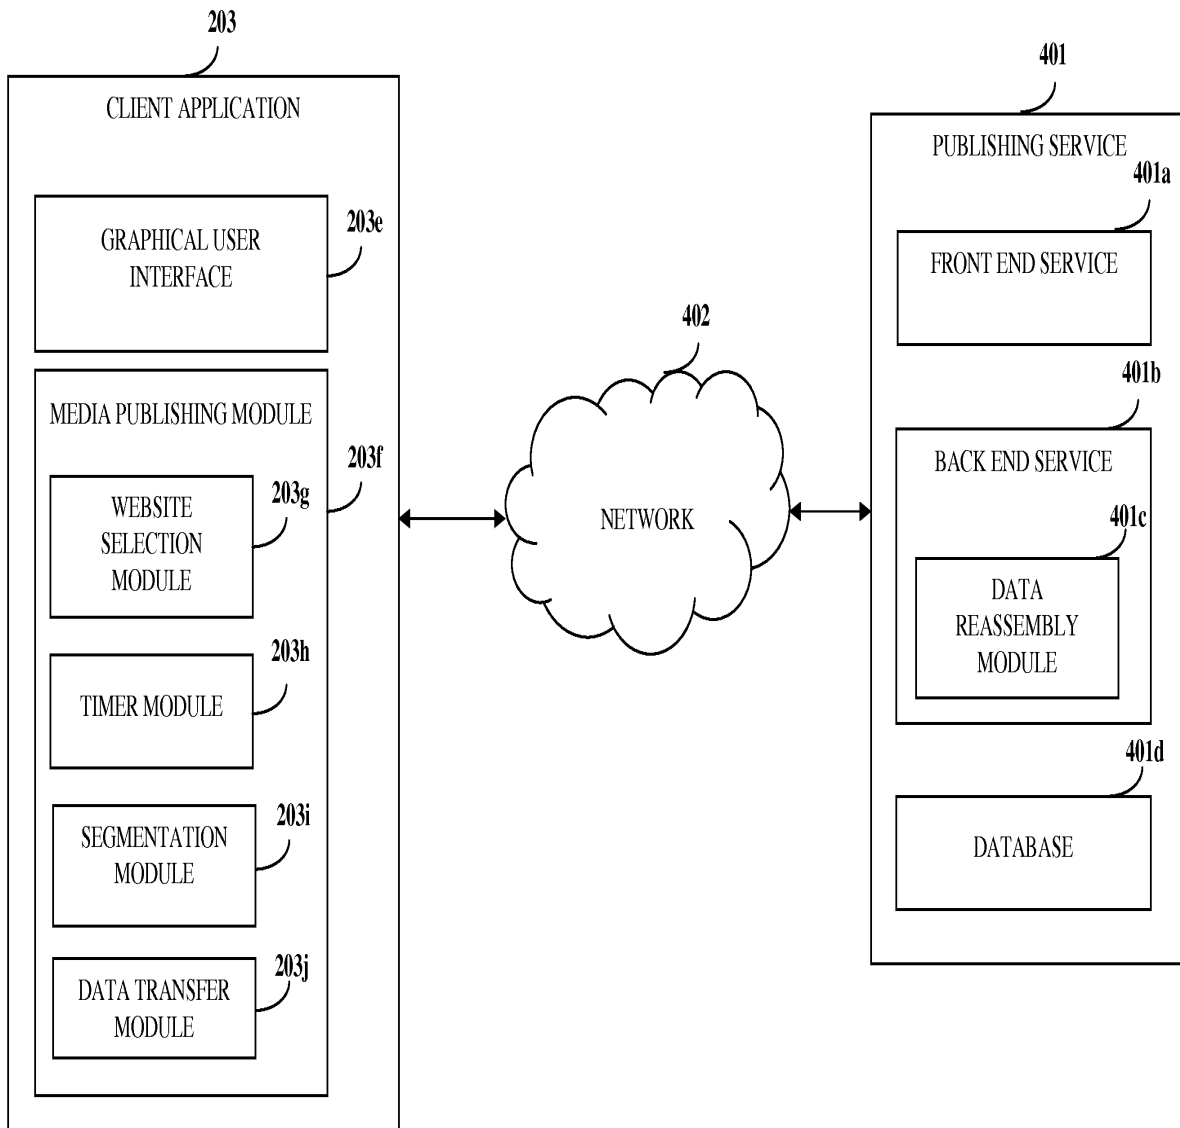 203
CLIENT APPLICATION
GRAPHICAL USER
INTERFACE
203e
MEDIA PUBLISHING MODULE
203f
WEBSITE
SELECTION
MODULE
203g
TIMER MODULE
203h
SEGMENTATION
MODULE
203i
DATA TRANSFER
MODULE
203j
402
NETWORK
401
PUBLISHING SERVICE
401a
FRONT END SERVICE
401b
BACK END SERVICE
401c
DATA
REASSEMBLY
MODULE
401d
DATABASE